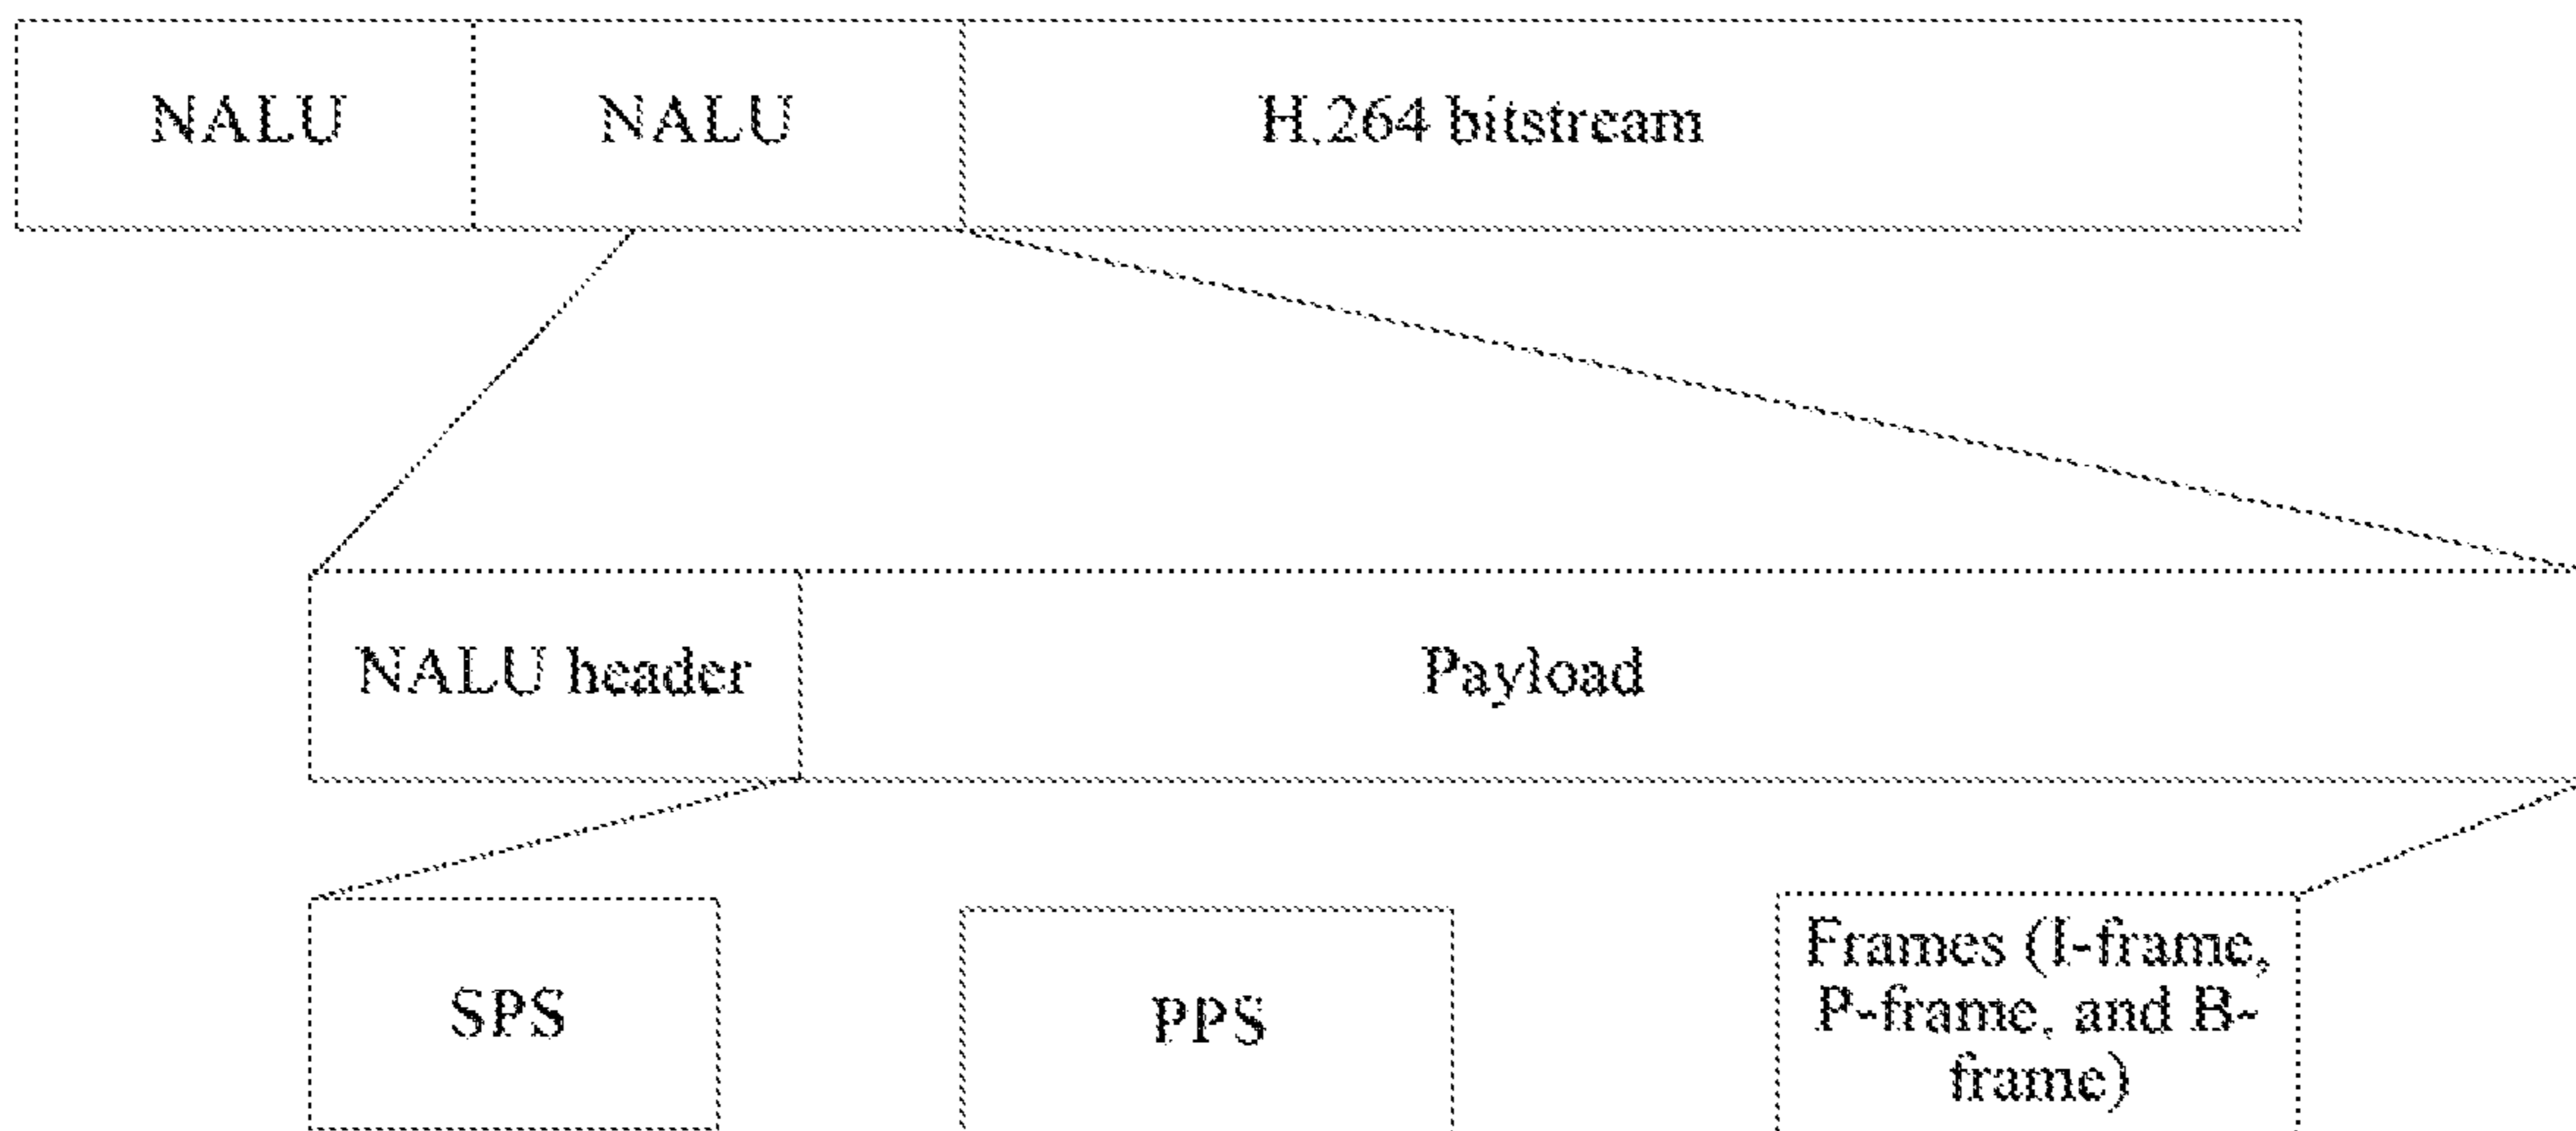 NALU NALU H.264 bitstream
NALU header Payload
SPS PPS
Frames (I-frame,
P-frame, and B-
frame)